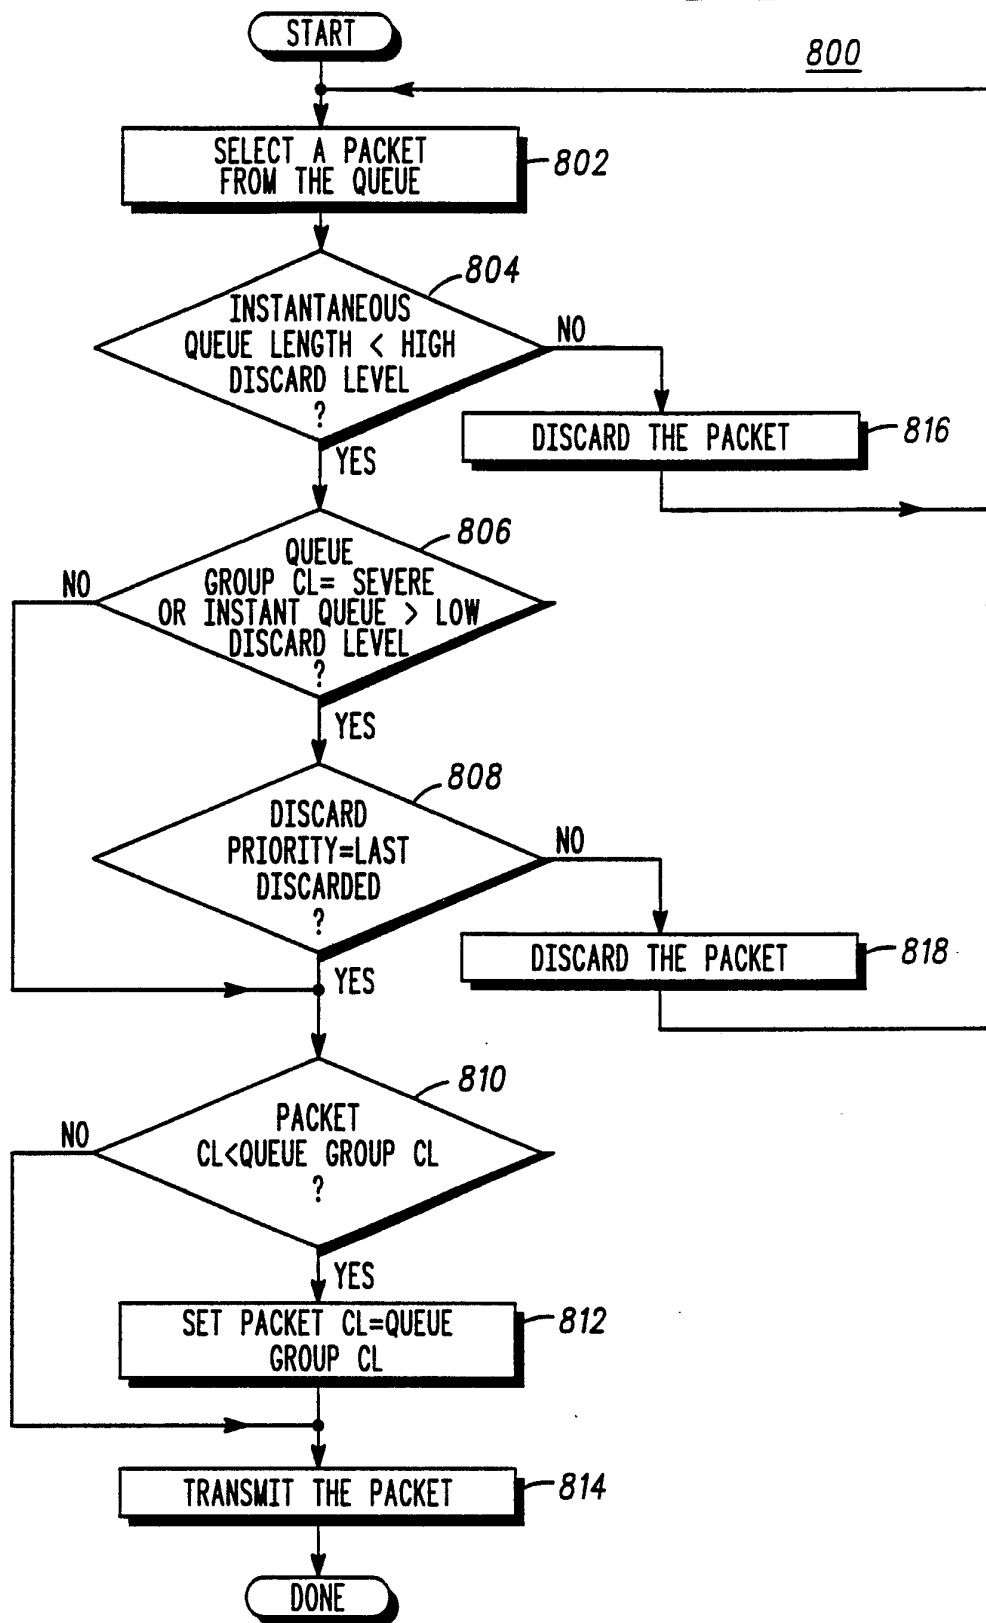 START
800
SELECT A PACKET
FROM THE QUEUE
802
804
INSTANTANEOUS
QUEUE LENGTH < HIGH
DISCARD LEVEL
?
NO
YES
DISCARD THE PACKET
816
806
QUEUE
GROUP CL= SEVERE
OR INSTANT QUEUE > LOW
DISCARD LEVEL
?
NO
YES
808
DISCARD
PRIORITY=LAST
DISCARDED
?
NO
YES
DISCARD THE PACKET
818
810
PACKET
CL<QUEUE GROUP CL
?
NO
YES
SET PACKET CL=QUEUE
GROUP CL
812
TRANSMIT THE PACKET
814
DONE